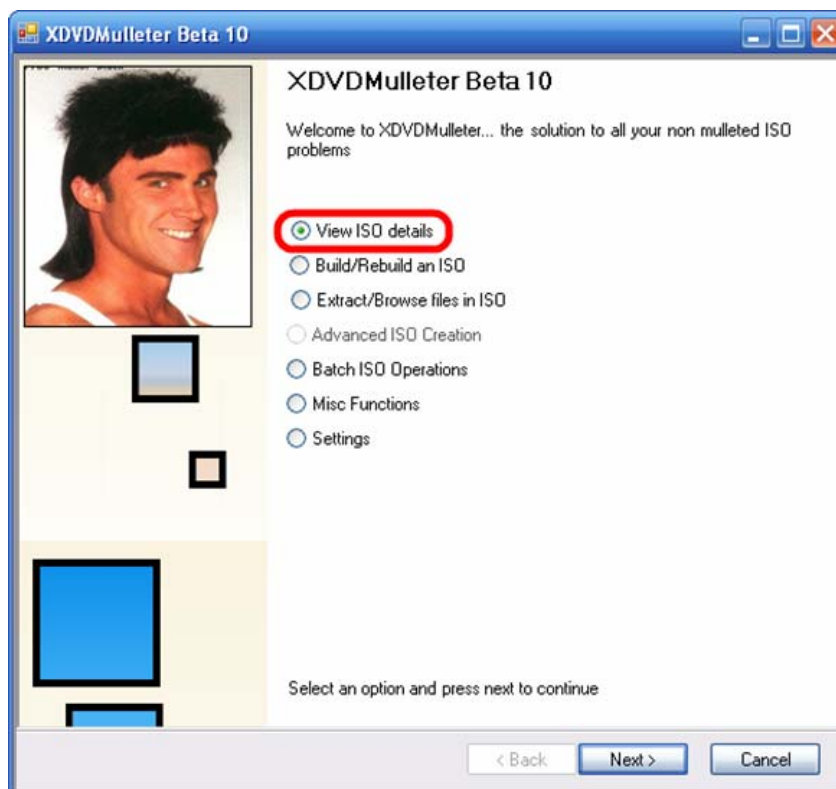 XDVDMulleter Beta 10
XDVDMulleter Beta 10
Welcome to XDVDMulleter... the solution to all your non mulleted ISO
problems
View ISO details
Build/Rebuild an ISO
Extract/Browse files in ISO
Advanced ISO Creation
Batch ISO Operations
Misc Functions
Settings
Select an option and press next to continue
< Back
Next >
Cancel